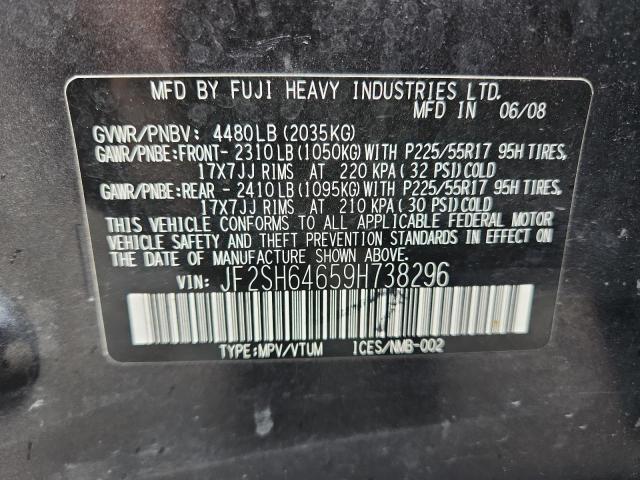 MFD BY FUJI HEAVY INDUSTRIES LTD.
MFD IN 06/08
GVWR/PNBV: 4480LB(2035KG)
GAWR/PNBE:FRONT- 2310LB(1050KG)WITH P225/55R17 95H TIRES,
17X7JJ RIMS AT 220 KPA(32 PSI)COLD
GAWR/PNBE:REAR - 2410LB(1095KG)WITH P225/55R17 95H TIRES,
17X7JJ RIMS AT 210 KPA(30 PSI)COLD
THIS VEHICLE CONFORMS TO ALL APPLICABLE FEDERAL MOTOR
VEHICLE SAFETY AND THEFT PREVENTION STANDARDS IN EFFECT ON
THE DATE OF MANUFACTURE SHOWN ABOVE.
VIN: JF2SH64659H738296
TYPE:MPV/VTUM ICES/NMB-002